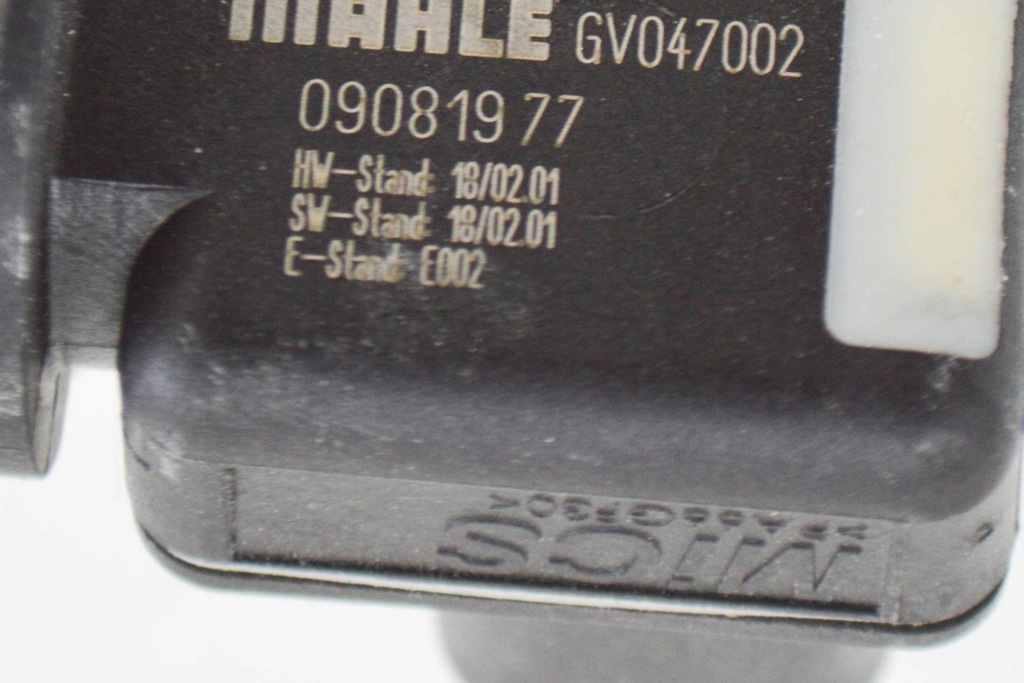 MAHLE GV047002
09081977
HW-Stand: 18/02.01
SW-Stand: 18/02.01
E-Stand: E002